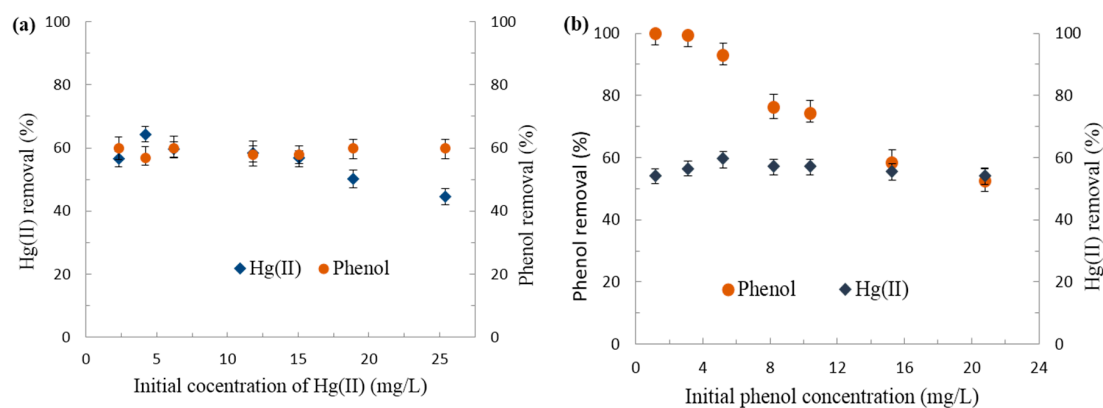 (a)
100
80
60
40
20
0
Hg(II) removal (%)
100
80
60
40
20
0
Phenol removal (%)
Hg(II) Phenol
0 5 10 15 20 25
Initial cocentration of Hg(II) (mg/L)
(b)
100
80
60
40
20
0
Phenol removal (%)
100
80
60
40
20
0
Hg(II) removal (%)
Phenol Hg(II)
0 4 8 12 16 20 24
Initial phenol concentration (mg/L)